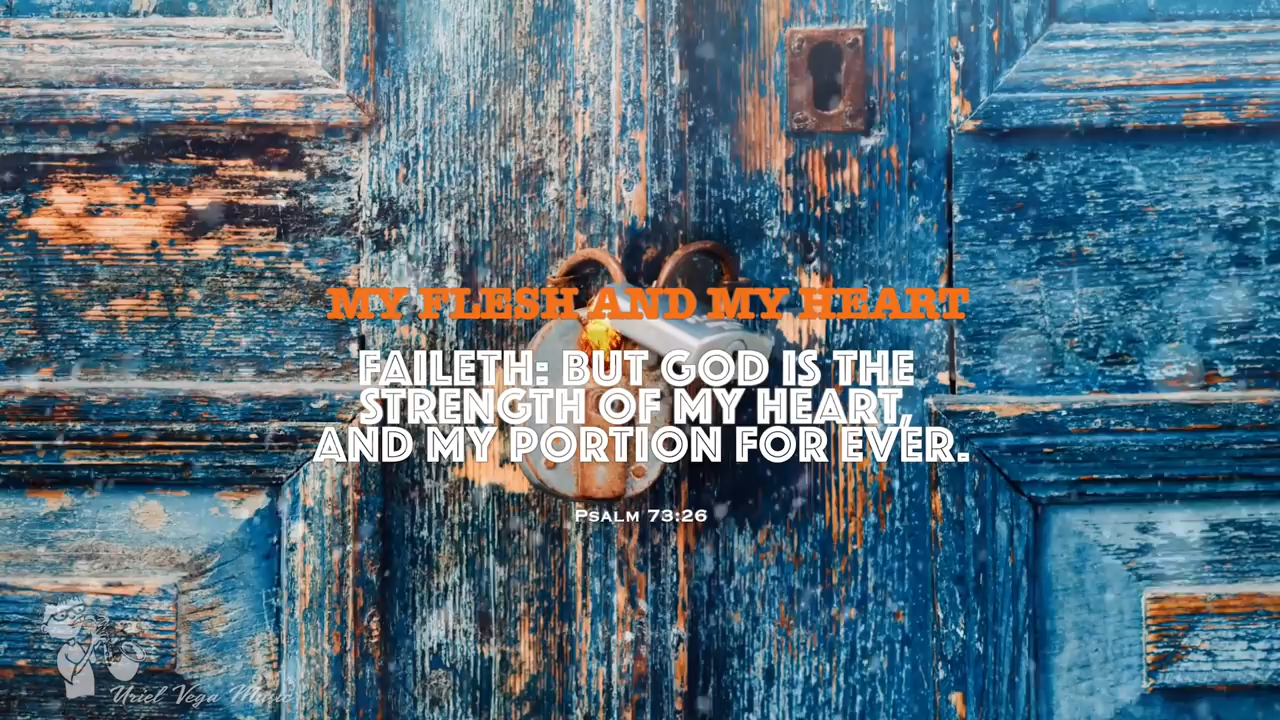 MY FLESH AND MY HEART
FAILETH: BUT GOD IS THE
STRENGTH OF MY HEART,
AND MY PORTION FOR EVER.
Psalm 73:26
Uriel Vega Music